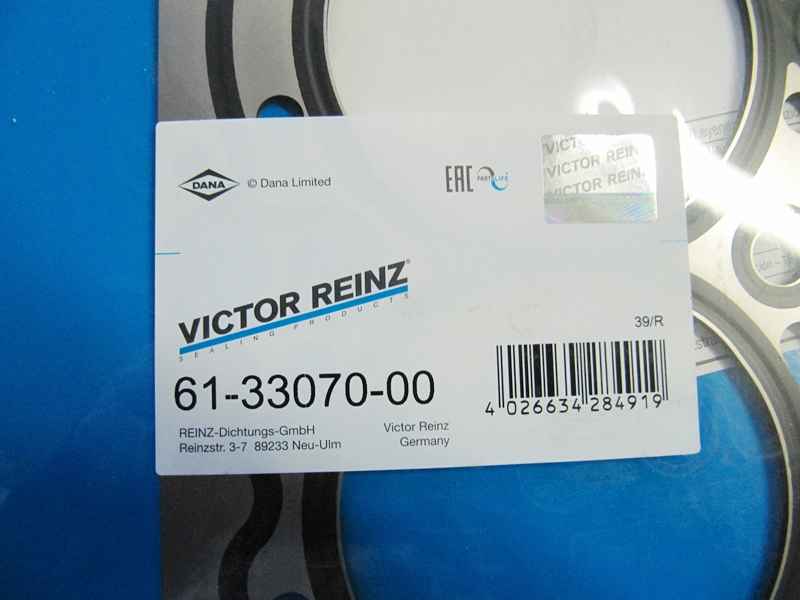 DANA © Dana Limited
EAC PARTSLIFE
VICTOR REINZ
VICTOR REINZ
VICTOR REINZ
VICTOR REINZ®
SEALING PRODUCTS
39/R
61-33070-00
4 026634 284919
REINZ-Dichtungs-GmbH
Reinzstr. 3-7 89233 Neu-Ulm
Victor Reinz
Germany